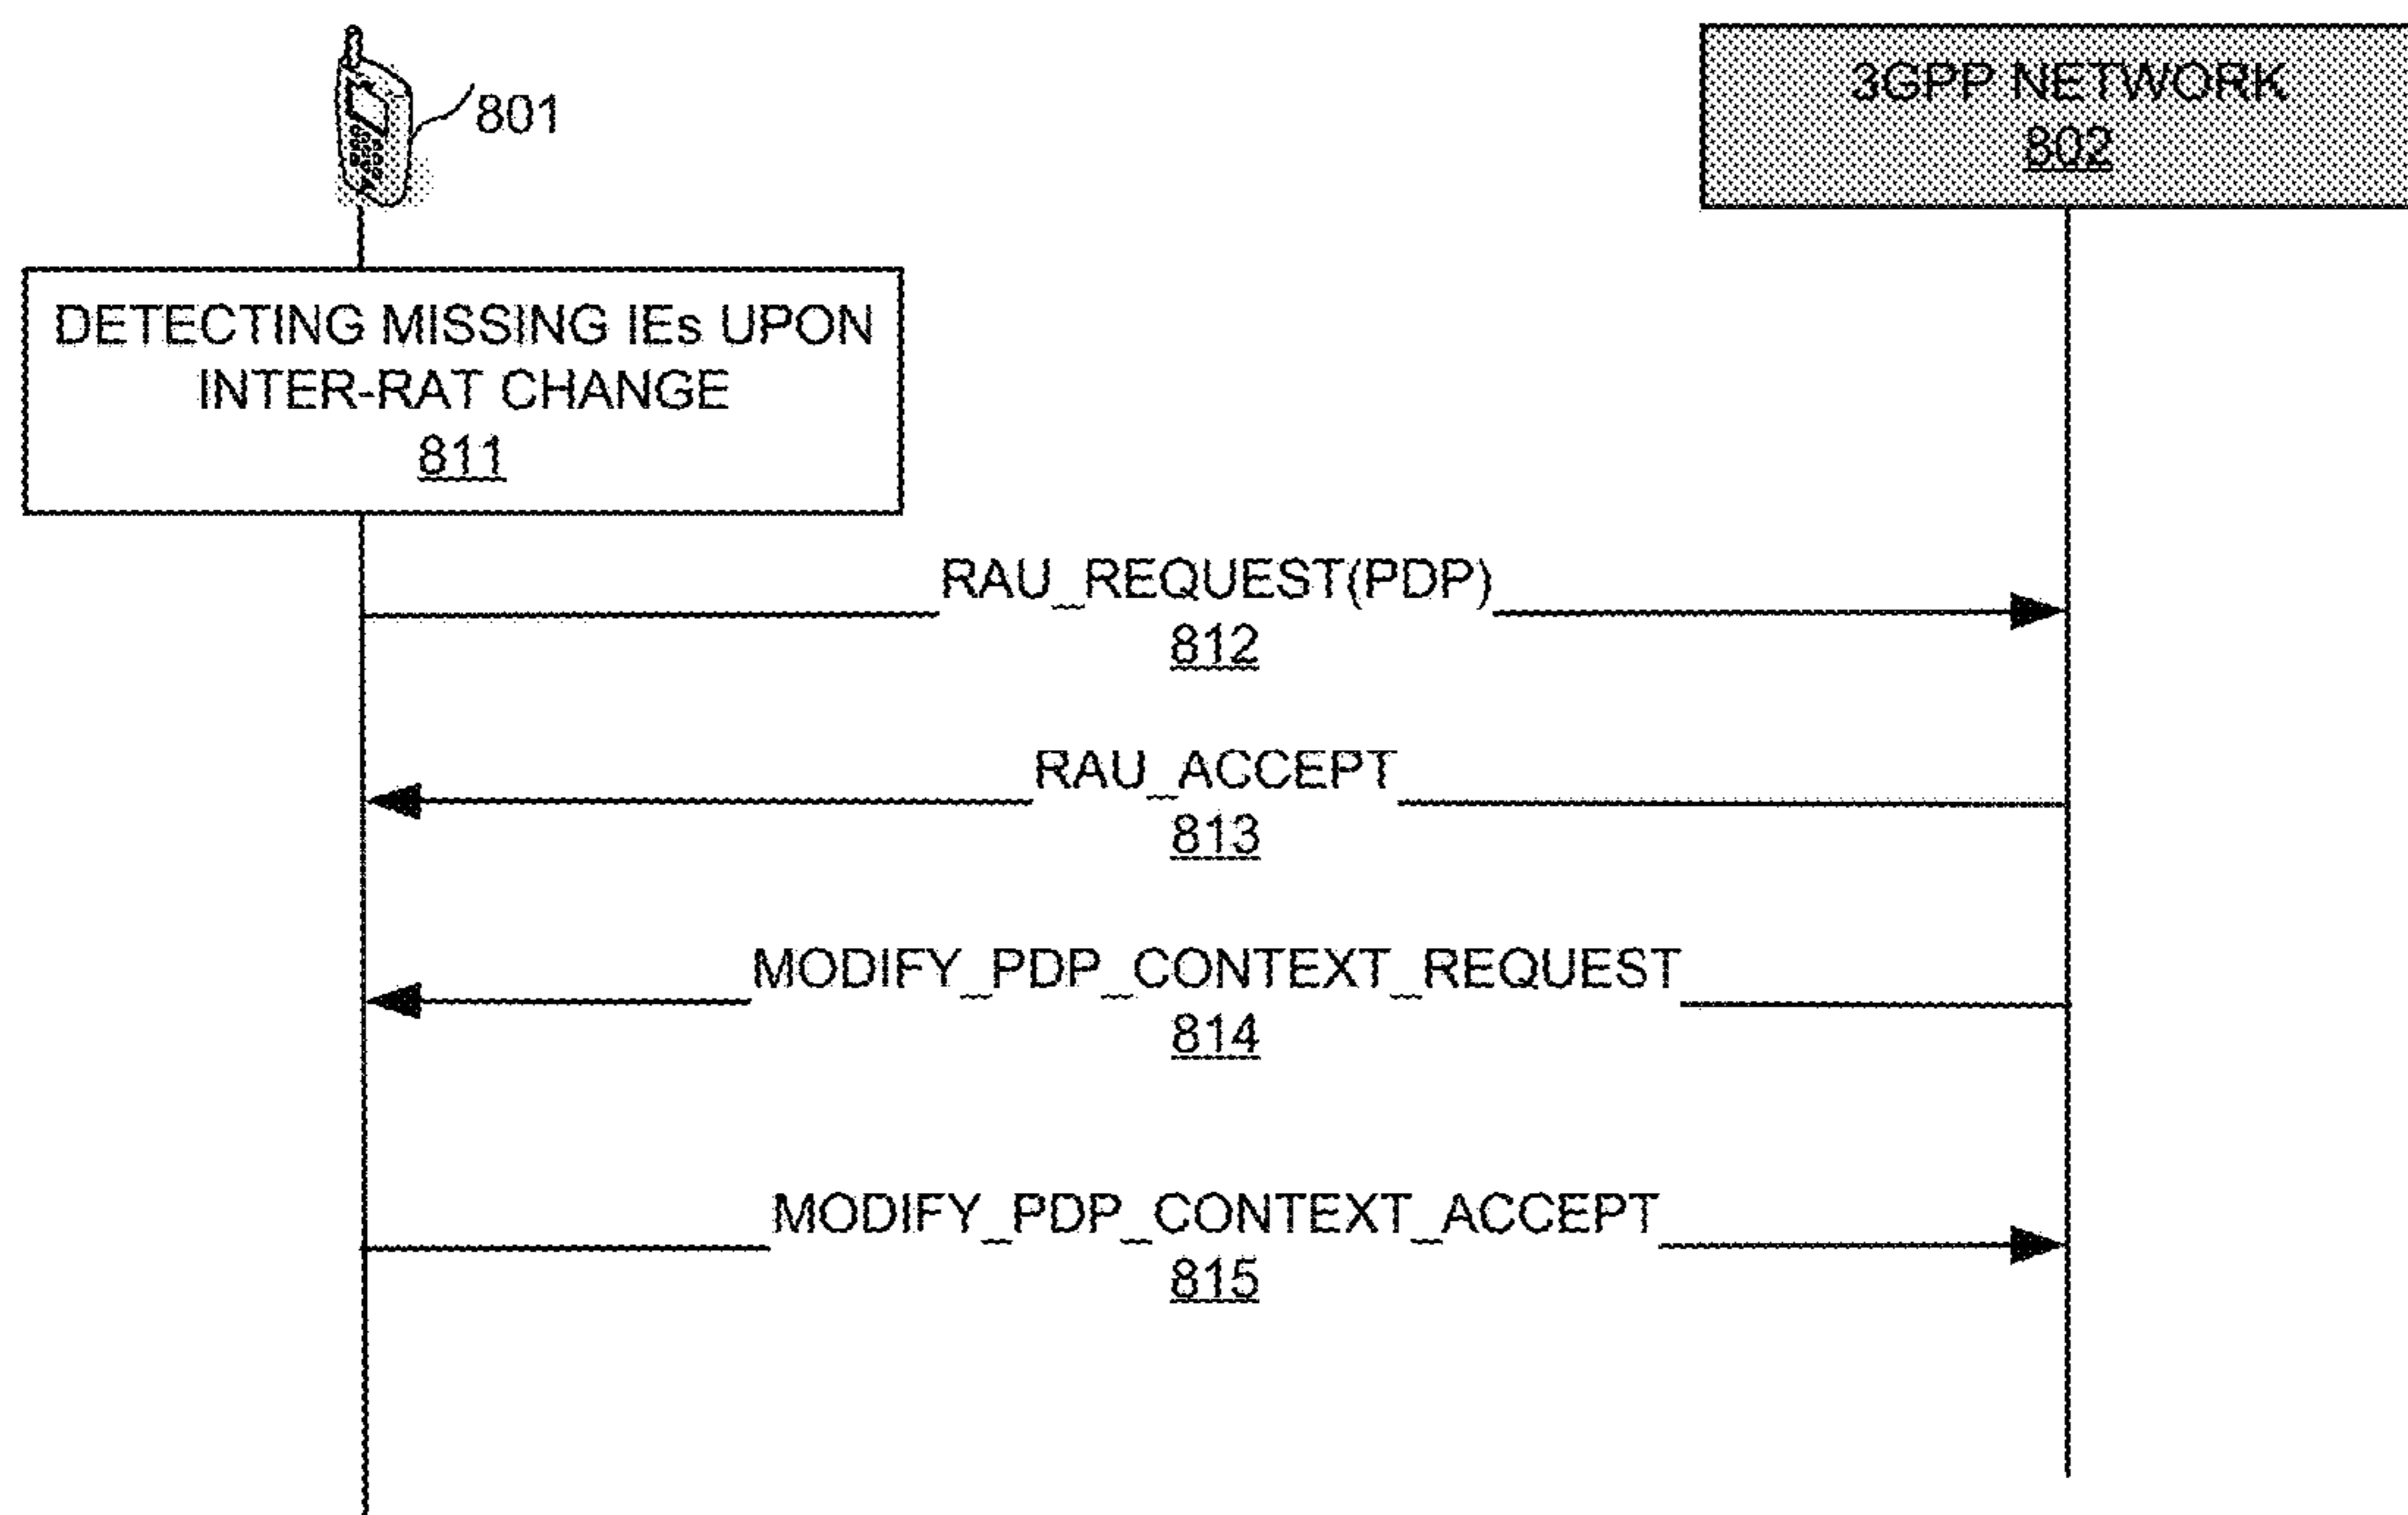 801
3GPP NETWORK
802
DETECTING MISSING IEs UPON
INTER-RAT CHANGE
811
RAU_REQUEST(PDP)
812
RAU_ACCEPT
813
MODIFY_PDP_CONTEXT_REQUEST
814
MODIFY_PDP_CONTEXT_ACCEPT
815